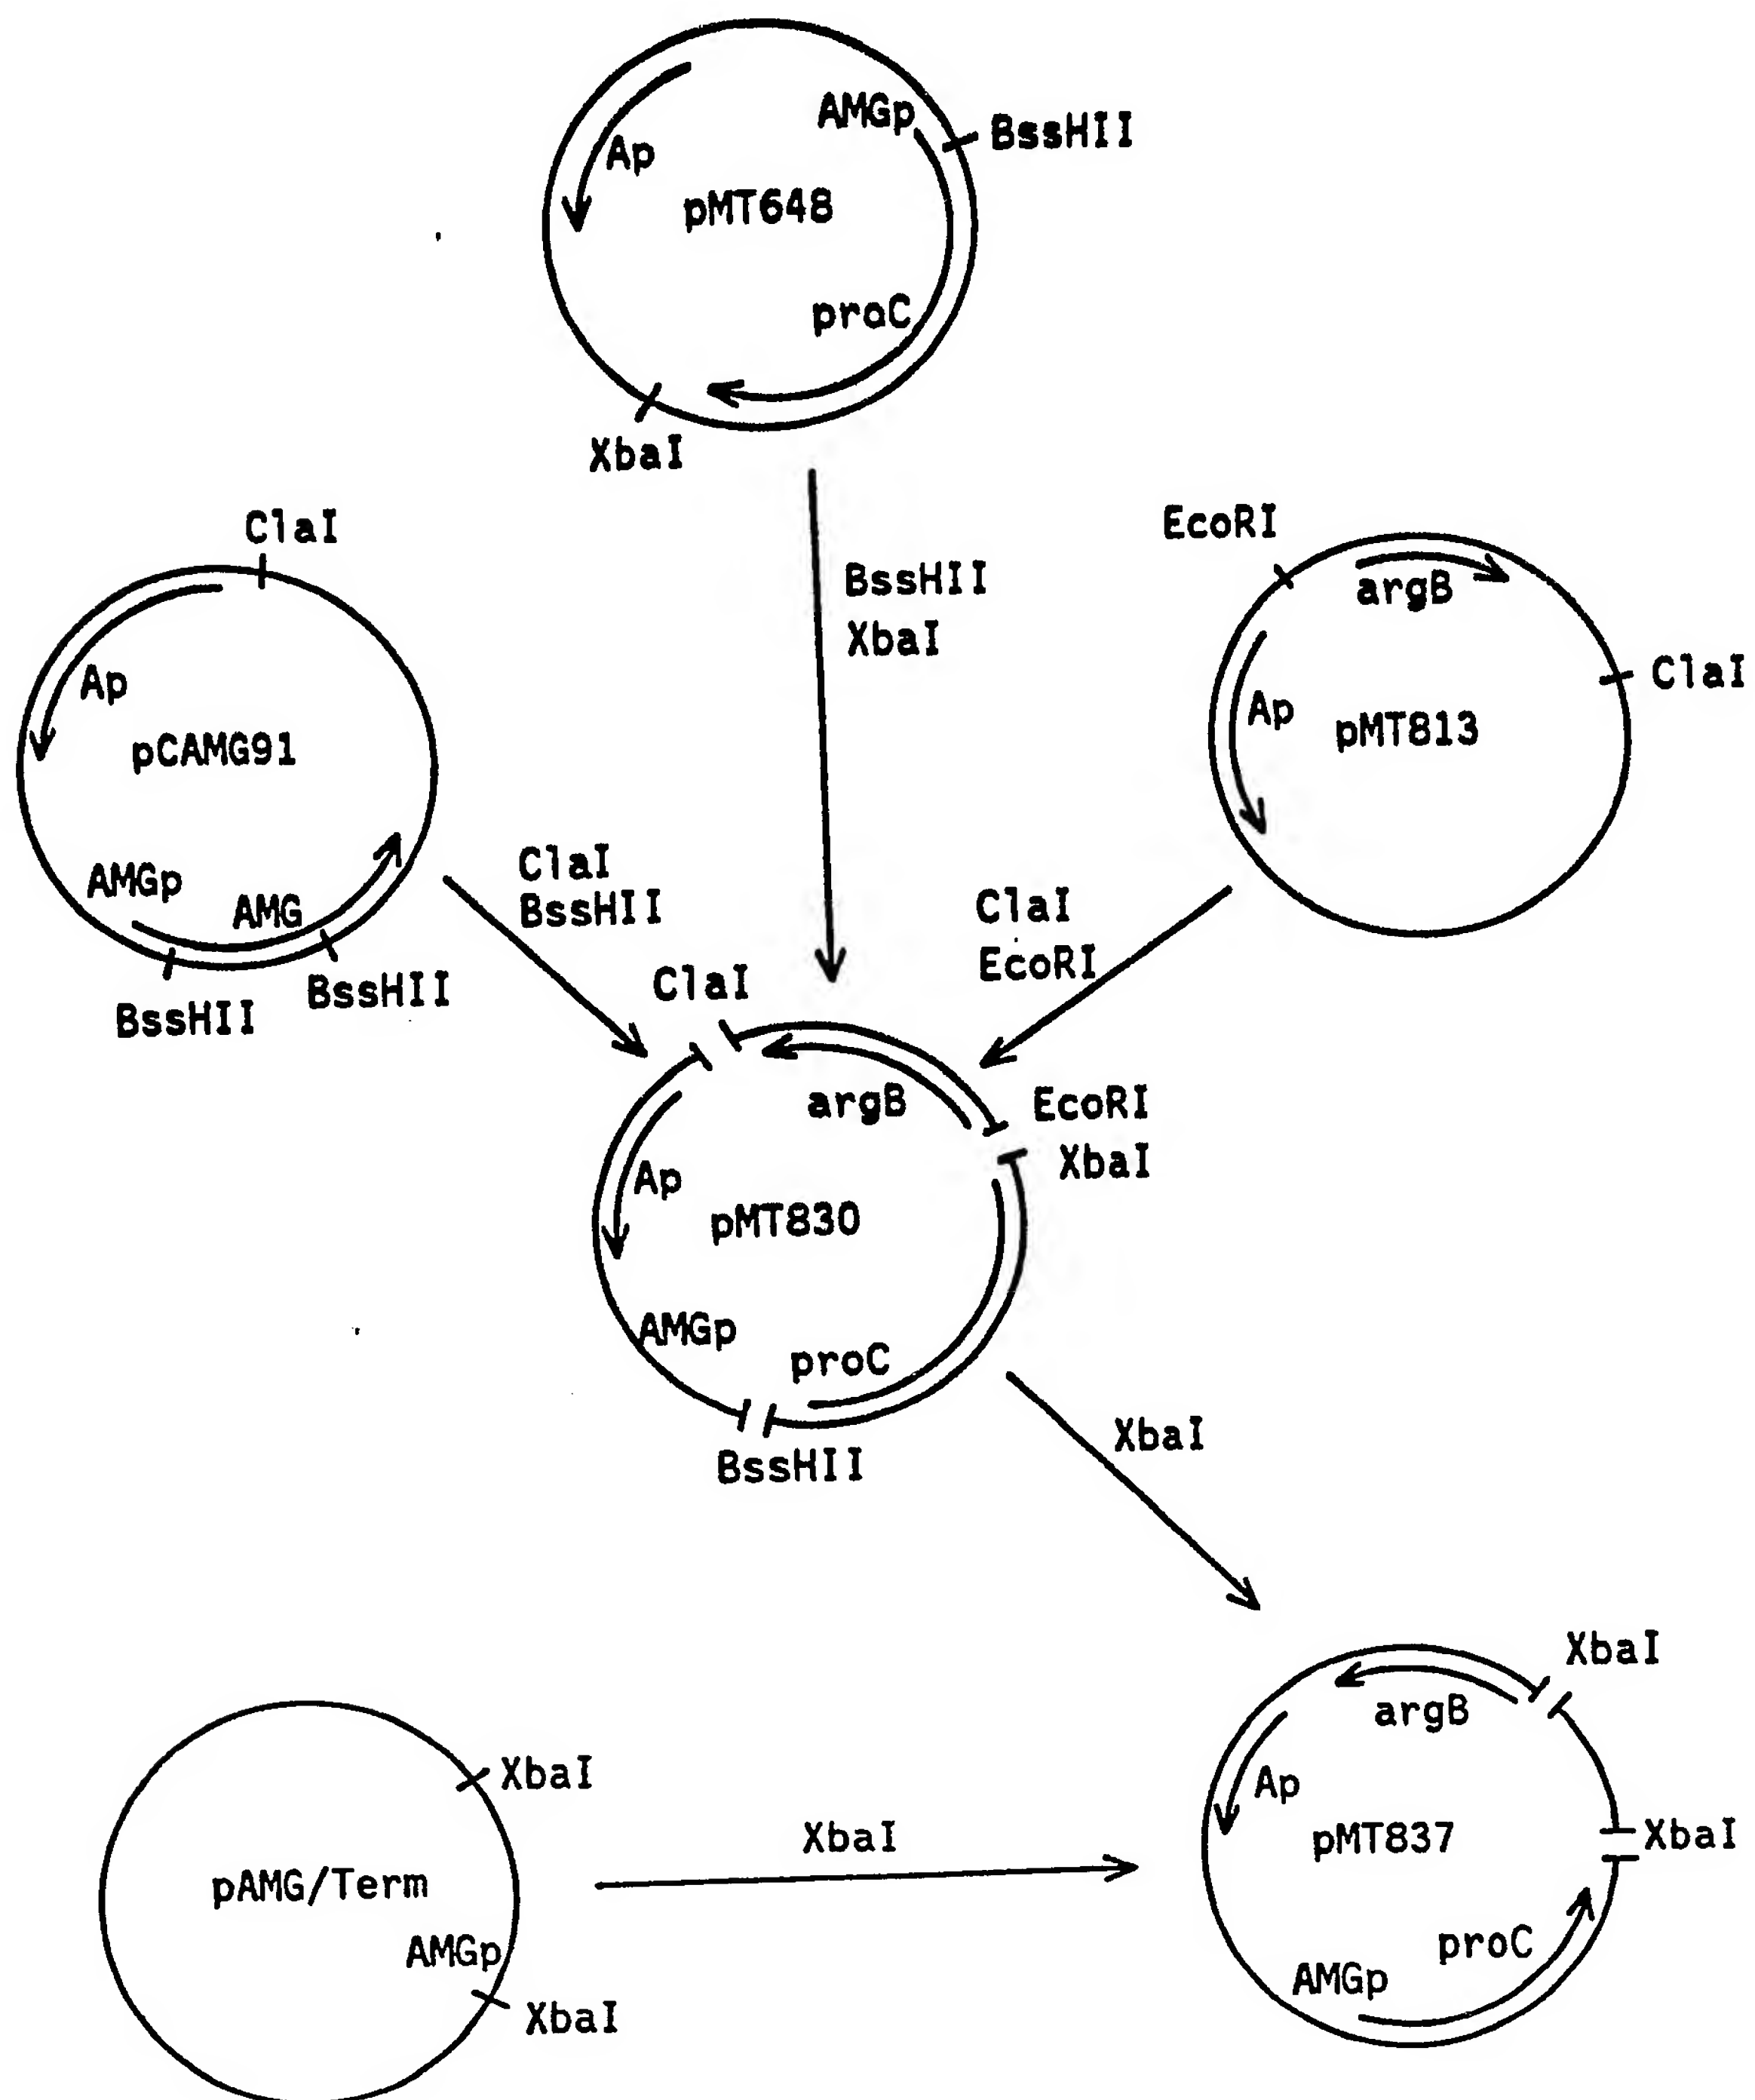 AMGp
BssHII
Ap
pMT648
proC
XbaI
ClaI
Ap
pCAMG91
AMGp
AMG
BssHII
BssHII
BssHII
XbaI
EcoRI
argB
ClaI
Ap
pMT813
ClaI
BssHII
ClaI
EcoRI
ClaI
argB
EcoRI
XbaI
Ap
pMT830
AMGp
proC
BssHII
XbaI
XbaI
argB
Ap
pMT837
XbaI
proC
AMGp
XbaI
pAMG/Term
AMGp
XbaI
XbaI